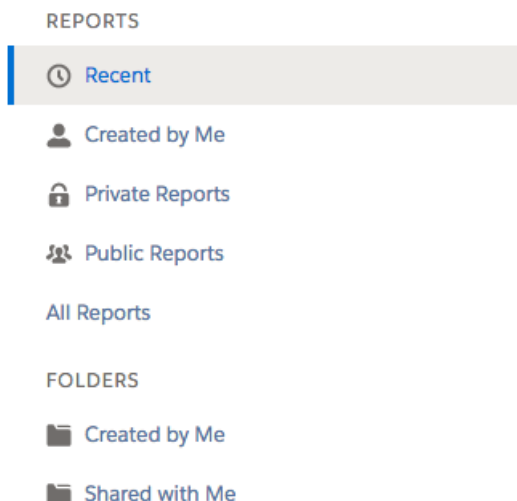 REPORTS
Recent
Created by Me
Private Reports
Public Reports
All Reports
FOLDERS
Created by Me
Shared with Me